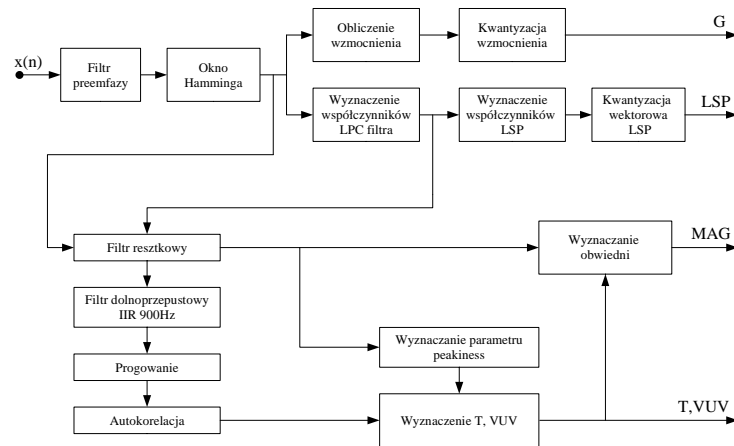 x(n)
Filtr
preemfazy
Okno
Hamminga
Obliczenie
wzmocnienia
Kwantyzacja
wzmocnienia
G
Wyznaczenie
współczynników
LPC filtra
Wyznaczenie
współczynników
LSP
Kwantyzacja
wektorowa
LSP
LSP
Filtr resztkowy
Wyznaczanie
obwiedni
MAG
Filtr dolnoprzepustowy
IIR 900Hz
Wyznaczanie parametru
peakiness
Progowanie
Autokorelacja
Wyznaczenie T, VUV
T,VUV